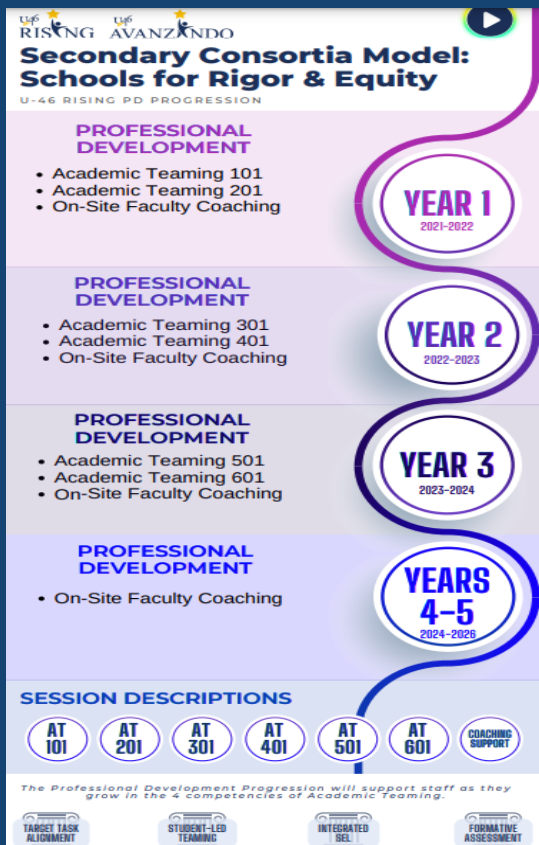 U46 U46
RISING AVANZANDO
Secondary Consortia Model:
Schools for Rigor & Equity
U-46 RISING PD PROGRESSION
PROFESSIONAL
DEVELOPMENT
• Academic Teaming 101
• Academic Teaming 201
• On-Site Faculty Coaching
YEAR 1
2021-2022
PROFESSIONAL
DEVELOPMENT
• Academic Teaming 301
• Academic Teaming 401
• On-Site Faculty Coaching
YEAR 2
2022-2023
PROFESSIONAL
DEVELOPMENT
• Academic Teaming 501
• Academic Teaming 601
• On-Site Faculty Coaching
YEAR 3
2023-2024
PROFESSIONAL
DEVELOPMENT
• On-Site Faculty Coaching
YEARS
4-5
2024-2026
SESSION DESCRIPTIONS
AT
101
AT
201
AT
301
AT
401
AT
501
AT
601
COACHING
SUPPORT
The Professional Development Progression will support staff as they
grow in the 4 competencies of Academic Teaming.
TARGET TASK
ALIGNMENT
STUDENT-LED
TEAMING
INTEGRATED
SEL
FORMATIVE
ASSESSMENT